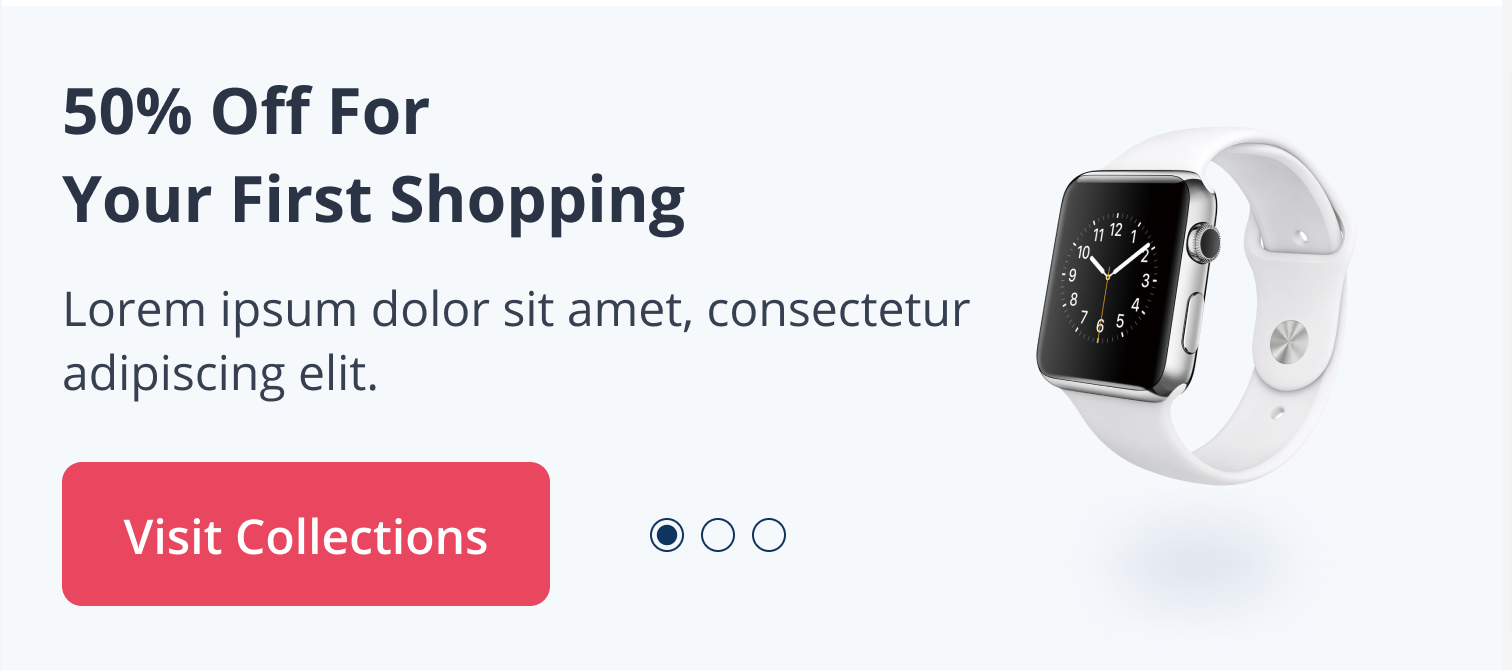 50% Off For
Your First Shopping
Lorem ipsum dolor sit amet, consectetur
adipiscing elit.
Visit Collections
12
11 1
10 2
9 3
8 4
7 5
6